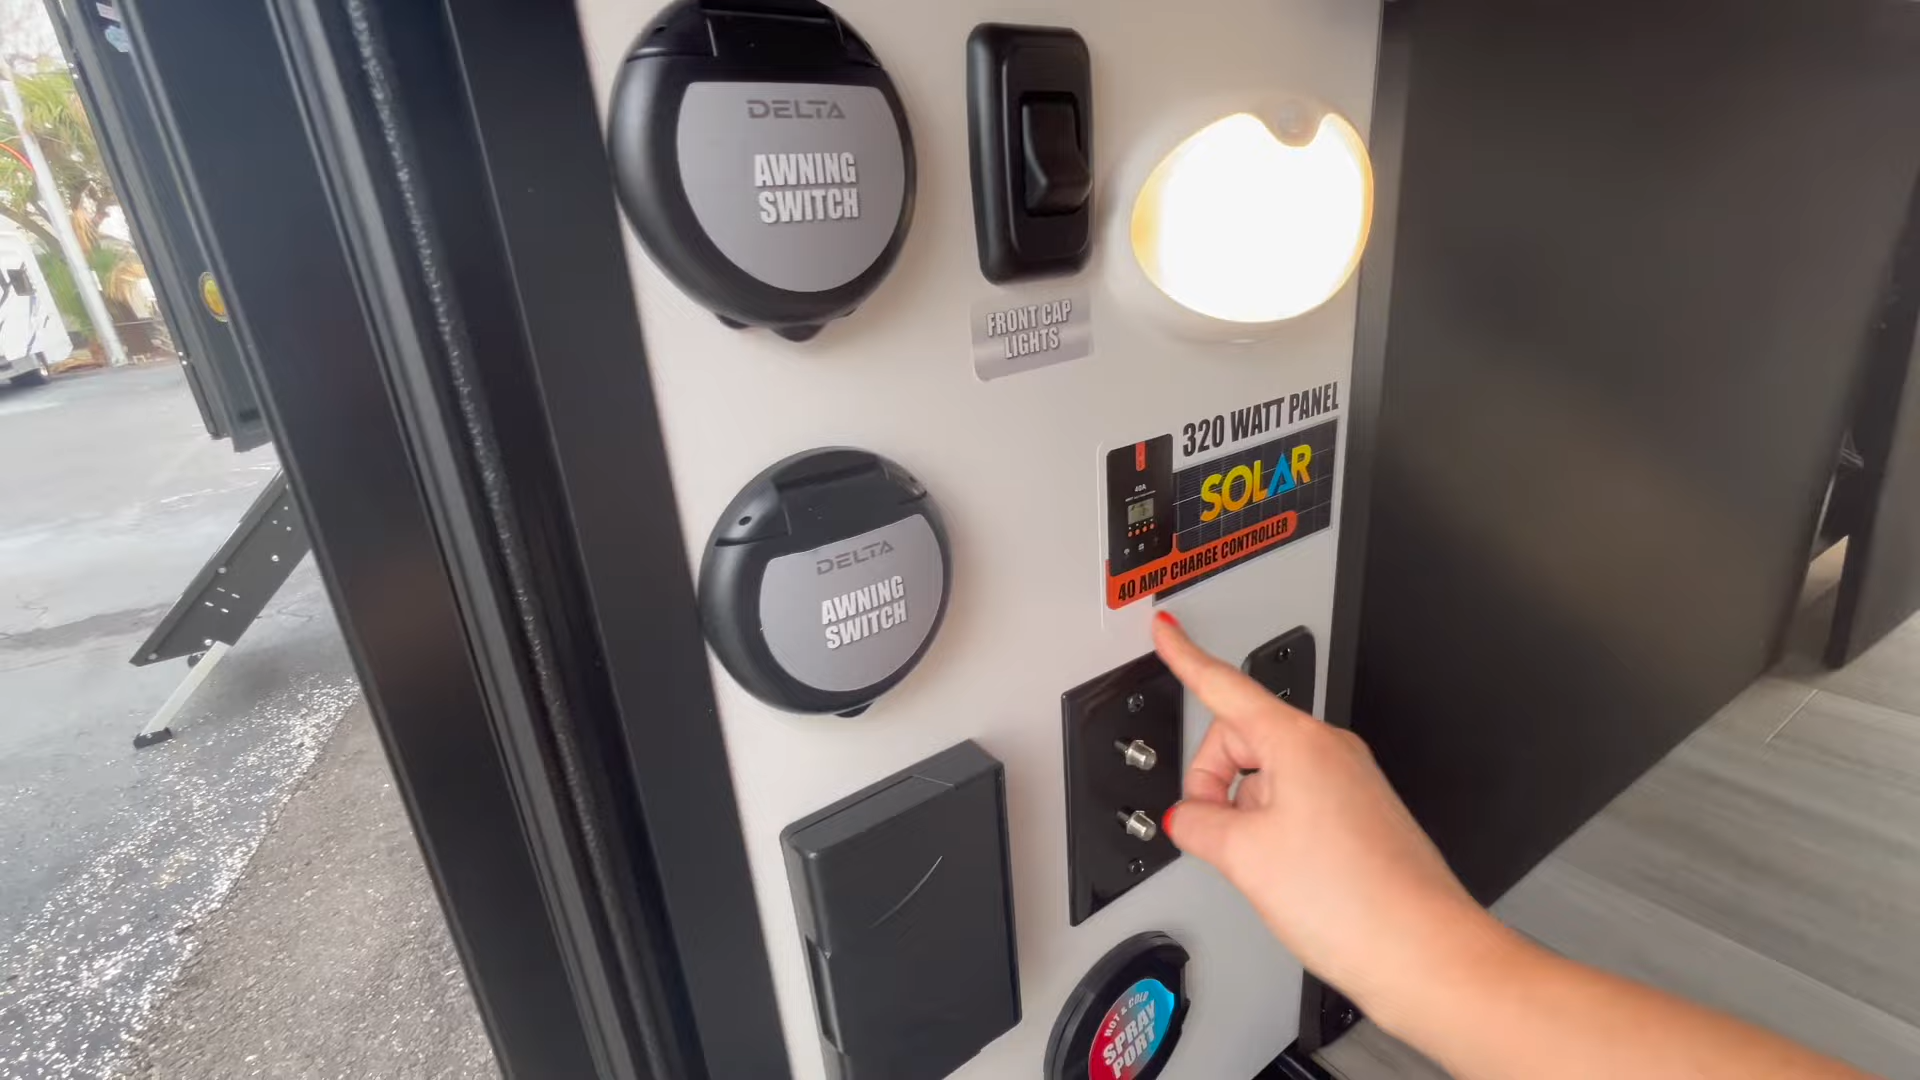 DELTA
AWNING
SWITCH
FRONT CAP
LIGHTS
320 WATT PANEL
SOLAR
40A
40 AMP CHARGE CONTROLLER
DELTA
AWNING
SWITCH
HOT & COLD
SPRAY
PORT